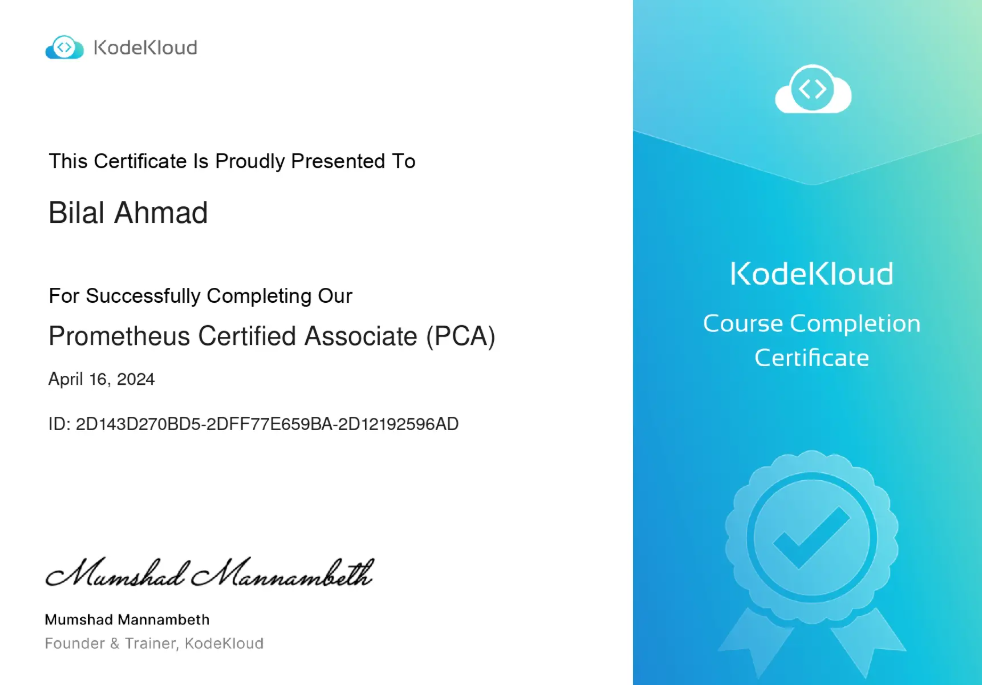 KodeKloud
This Certificate Is Proudly Presented To
Bilal Ahmad
For Successfully Completing Our
Prometheus Certified Associate (PCA)
April 16, 2024
ID: 2D143D270BD5-2DFF77E659BA-2D12192596AD
Mumshad Mannambeth
Mumshad Mannambeth
Founder & Trainer, KodeKloud
KodeKloud
Course Completion
Certificate